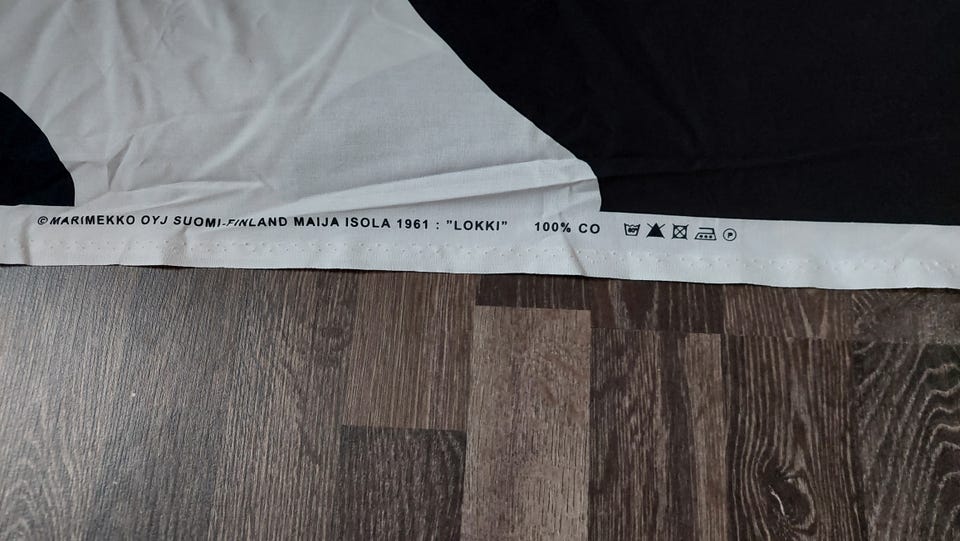 ©MARIMEKKO OYJ SUOMI-FINLAND MAIJA ISOLA 1961 : "LOKKI" 100% CO P